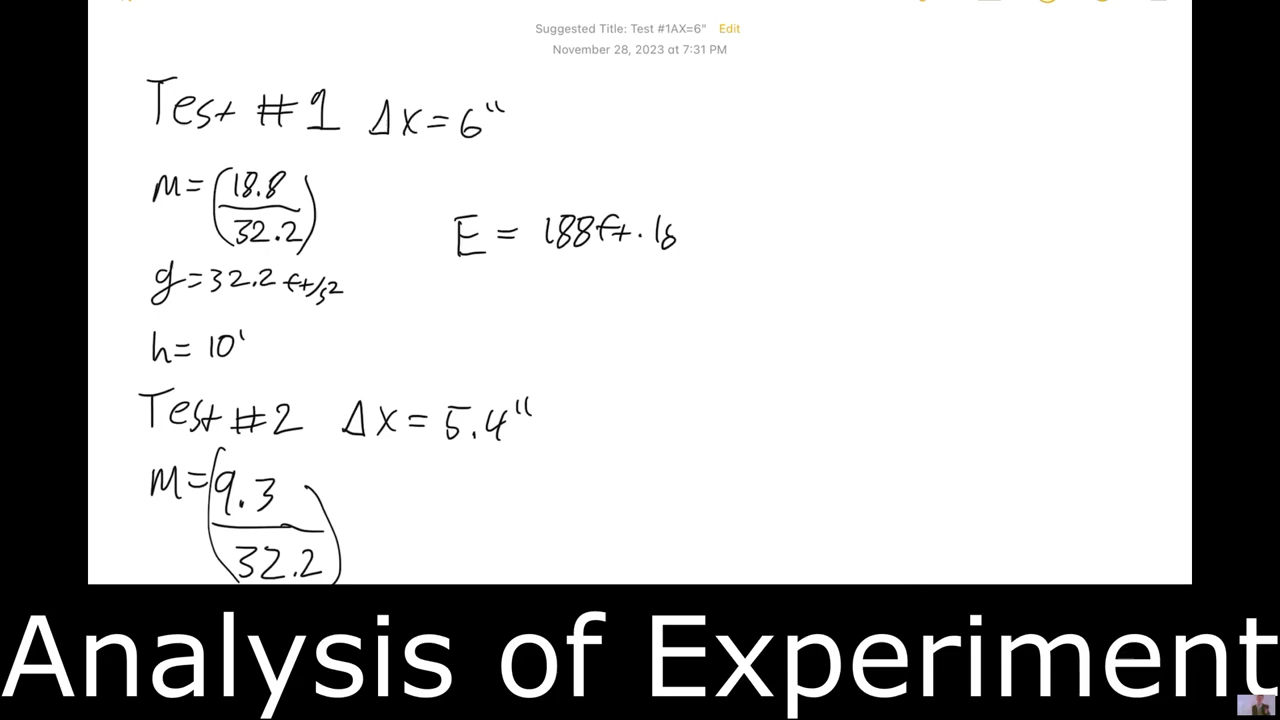 Suggested Title: Test #1AX=6" Edit
November 28, 2023 at 7:31 PM
Test #1 Δx=6"
m=(18.8/32.2)
E = 188ft.lb
g=32.2 ft/s2
h=10'
Test #2 Δx=5.4"
m=(9.3/32.2)
Analysis of Experiment